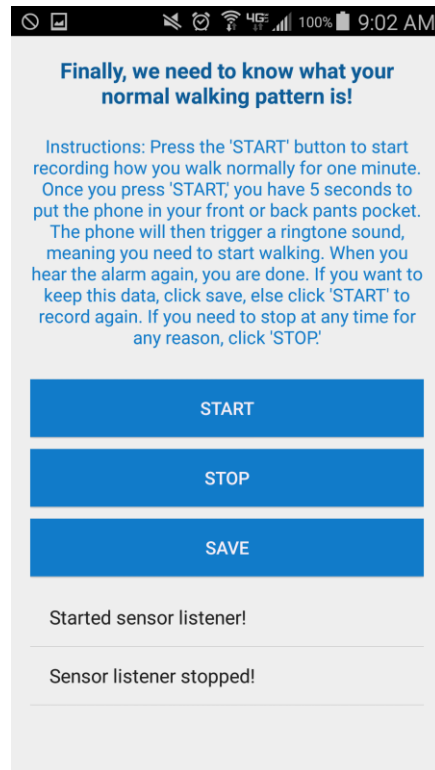 4G 100% 9:02 AM
Finally, we need to know what your
normal walking pattern is!
Instructions: Press the 'START' button to start
recording how you walk normally for one minute.
Once you press 'START,' you have 5 seconds to
put the phone in your front or back pants pocket.
The phone will then trigger a ringtone sound,
meaning you need to start walking. When you
hear the alarm again, you are done. If you want to
keep this data, click save, else click 'START' to
record again. If you need to stop at any time for
any reason, click 'STOP.'
START
STOP
SAVE
Started sensor listener!
Sensor listener stopped!